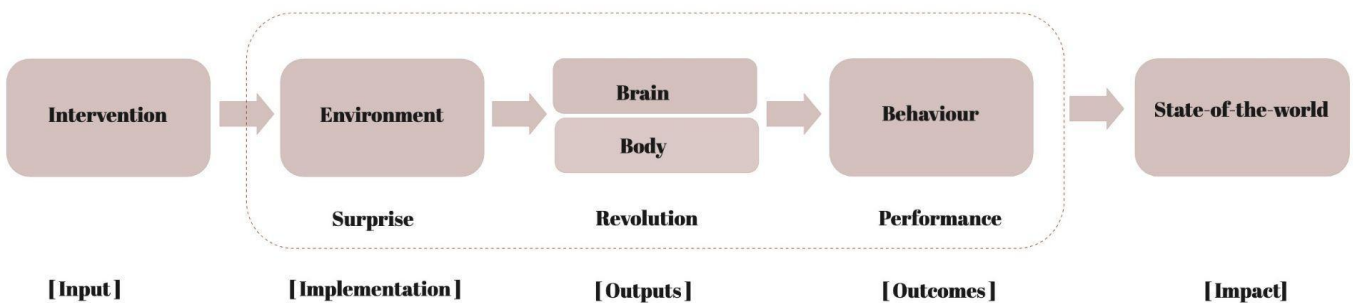 Intervention
Environment
Brain
Body
Behaviour
State-of-the-world
Surprise
Revolution
Performance
[Input]
[Implementation]
[Outputs]
[Outcomes]
[Impact]